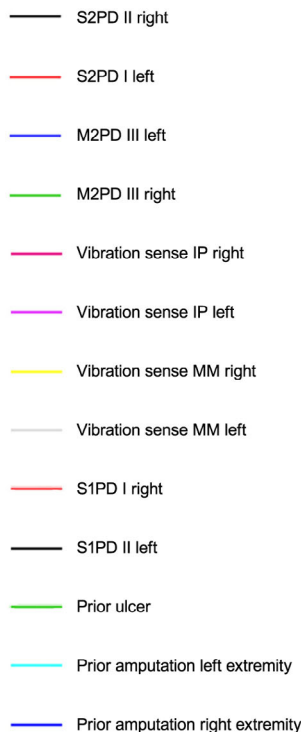 S2PD II right
S2PD I left
M2PD III left
M2PD III right
Vibration sense IP right
Vibration sense IP left
Vibration sense MM right
Vibration sense MM left
S1PD I right
S1PD II left
Prior ulcer
Prior amputation left extremity
Prior amputation right extremity